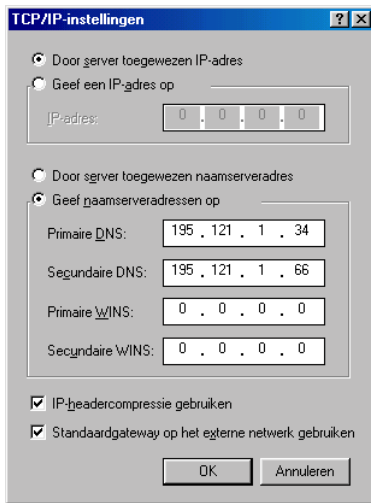 TCP/IP-instellingen
Door server toegewezen IP-adres
Geef een IP-adres op
IP-adres: 0 . 0 . 0 . 0
Door server toegewezen naamserveradres
Geef naamserveradressen op
Primaire DNS: 195 . 121 . 1 . 34
Secundaire DNS: 195 . 121 . 1 . 66
Primaire WINS: 0 . 0 . 0 . 0
Secundaire WINS: 0 . 0 . 0 . 0
IP-headercompressie gebruiken
Standaardgateway op het externe netwerk gebruiken
OK Annuleren